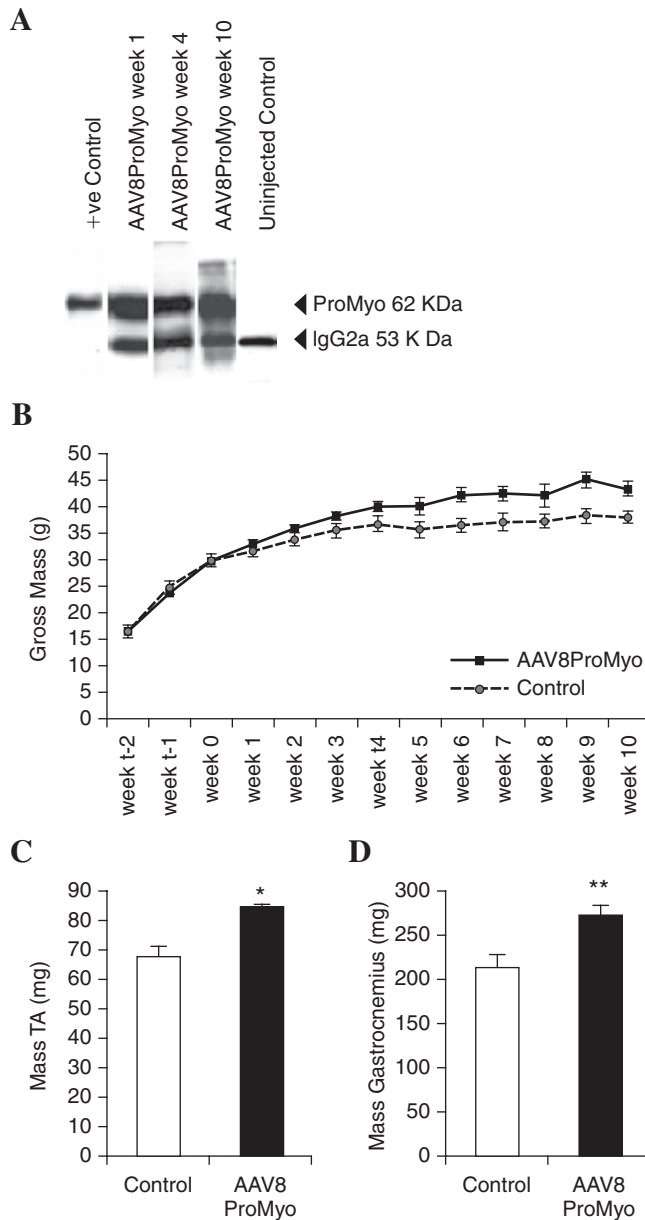 A
+ve Control
AAV8ProMyo week 1
AAV8ProMyo week 4
AAV8ProMyo week 10
Uninjected Control
ProMyo 62 KDa
IgG2a 53 K Da
B
Gross Mass (g)
50
45
40
35
30
25
20
15
10
5
0
AAV8ProMyo
Control
week t-2
week t-1
week 0
week 1
week 2
week 3
week t4
week 5
week 6
week 7
week 8
week 9
week 10
C
Mass TA (mg)
90
80
70
60
50
40
30
20
10
0
*
Control
AAV8
ProMyo
D
Mass Gastrocnemius (mg)
300
250
200
150
100
50
0
**
Control
AAV8
ProMyo